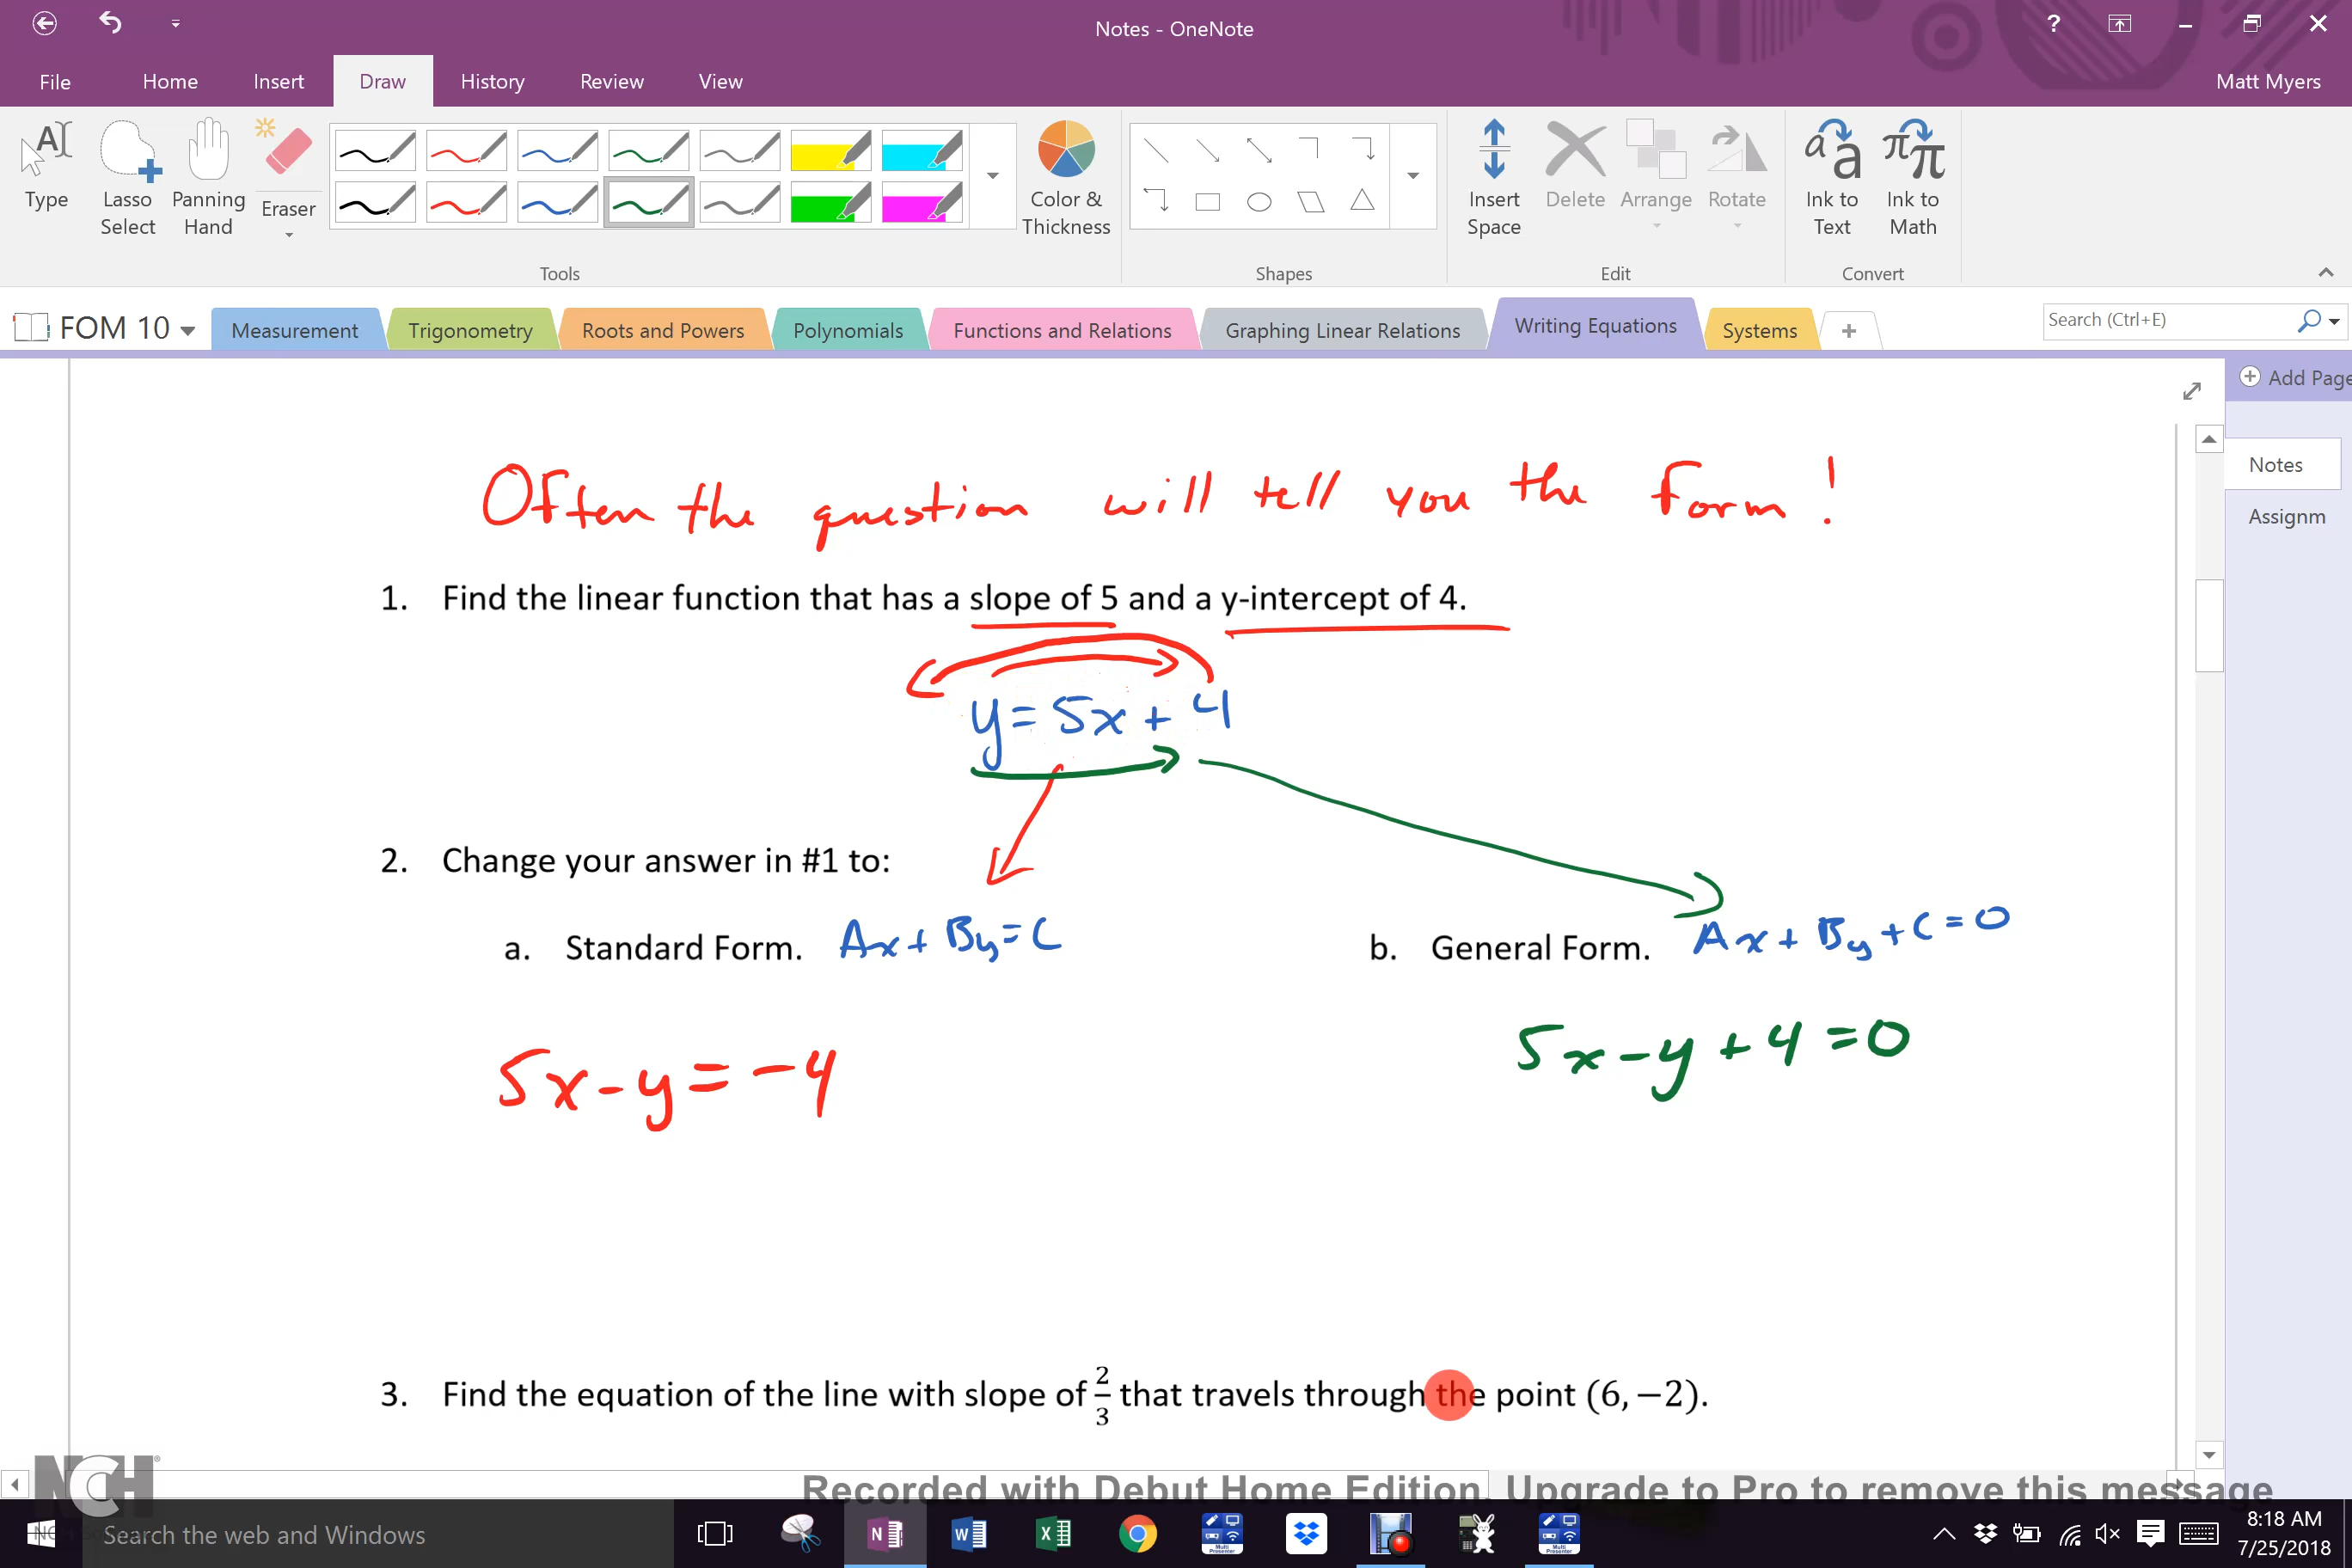 Notes - OneNote
?
File Home Insert Draw History Review View
Matt Myers
Type
Lasso Select
Panning Hand
Eraser
Color & Thickness
Insert Space
Delete
Arrange
Rotate
Ink to Text
Ink to Math
Tools Shapes Edit Convert
FOM 10
Measurement Trigonometry Roots and Powers Polynomials Functions and Relations Graphing Linear Relations Writing Equations Systems +
Search (Ctrl+E)
Add Page
Notes
Assignm
Often the question will tell you the form!
1. Find the linear function that has a slope of 5 and a y-intercept of 4.
y = 5x + 4
2. Change your answer in #1 to:
a. Standard Form. Ax + By = C
b. General Form. Ax + By + C = 0
5x - y = -4
5x - y + 4 = 0
3. Find the equation of the line with slope of 2/3 that travels through the point (6, −2).
NCH
Recorded with Debut Home Edition. Upgrade to Pro to remove this message
Search the web and Windows
8:18 AM
7/25/2018